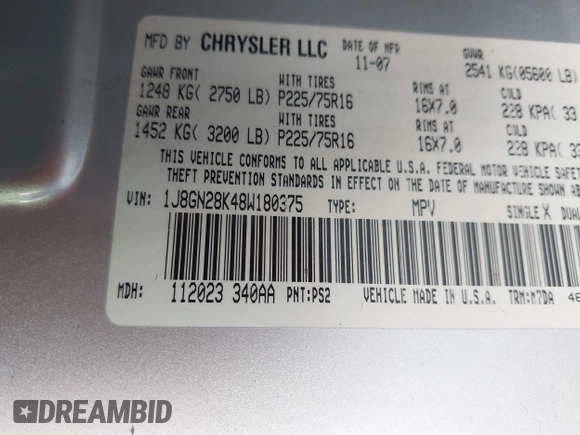 MFD BY CHRYSLER LLC DATE OF MFR 11-07 GVWR 2541 KG(05600 LB)
GAWR FRONT WITH TIRES RIMS AT COLD
1248 KG( 2750 LB) P225/75R16 16X7.0 228 KPA( 33
GAWR REAR WITH TIRES RIMS AT COLD
1452 KG( 3200 LB) P225/75R16 16X7.0 228 KPA( 33
THIS VEHICLE CONFORMS TO ALL APPLICABLE U.S.A. FEDERAL MOTOR VEHICLE SAFET
THEFT PREVENTION STANDARDS IN EFFECT ON THE DATE OF MANUFACTURE SHOWN AB
VIN: 1J8GN28K48W180375 TYPE: MPV SINGLE X DUAL
MDH: 112023 340AA PNT:PS2 VEHICLE MADE IN U.S.A. TRM:M7DA 46
DREAMBID